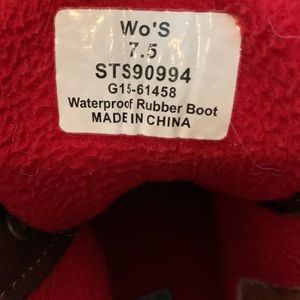 Wo'S
7.5
STS90994
G15-61458
Waterproof Rubber Boot
MADE IN CHINA